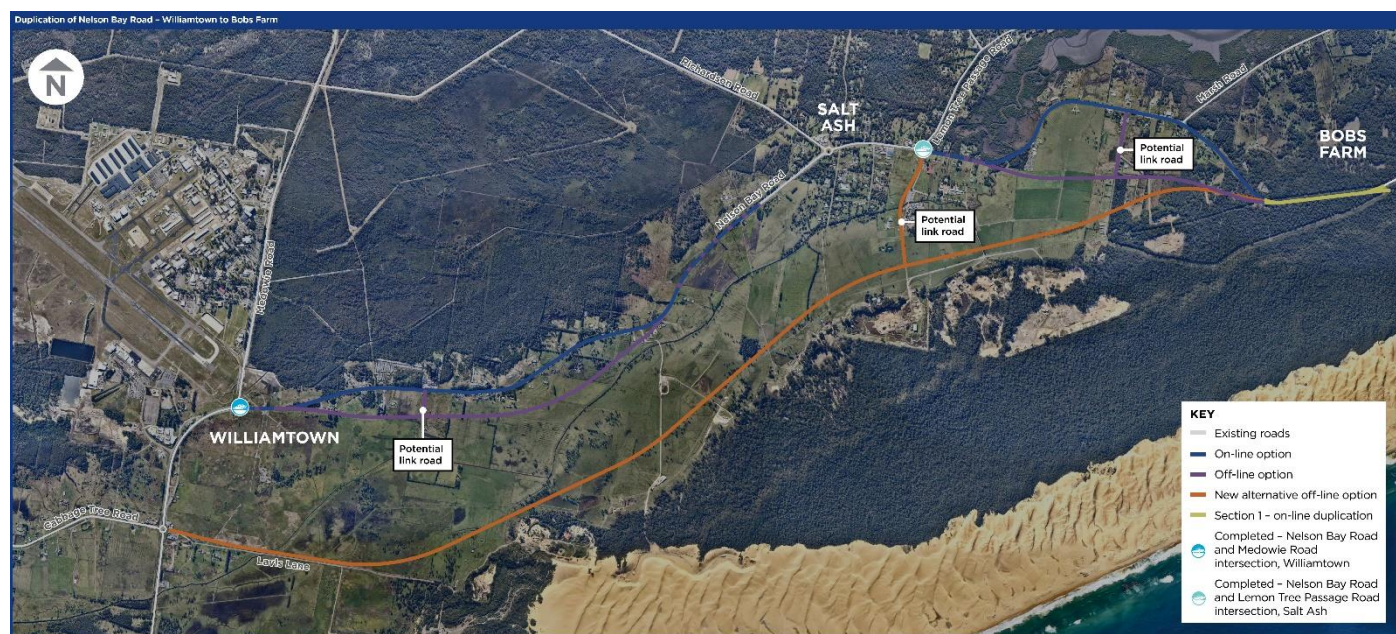 Duplication of Nelson Bay Road – Williamtown to Bobs Farm
N
Richardson Road
Lemon Tree Passage Road
Marsh Road
SALT
ASH
BOBS
FARM
Potential
link road
Nelson Bay Road
Potential
link road
Medowie Road
WILLIAMTOWN
Potential
link road
Cabbage Tree Road
Lavis Lane
KEY
Existing roads
On-line option
Off-line option
New alternative off-line option
Section 1 – on-line duplication
Completed – Nelson Bay Road
and Medowie Road
intersection, Williamtown
Completed – Nelson Bay Road
and Lemon Tree Passage Road
intersection, Salt Ash